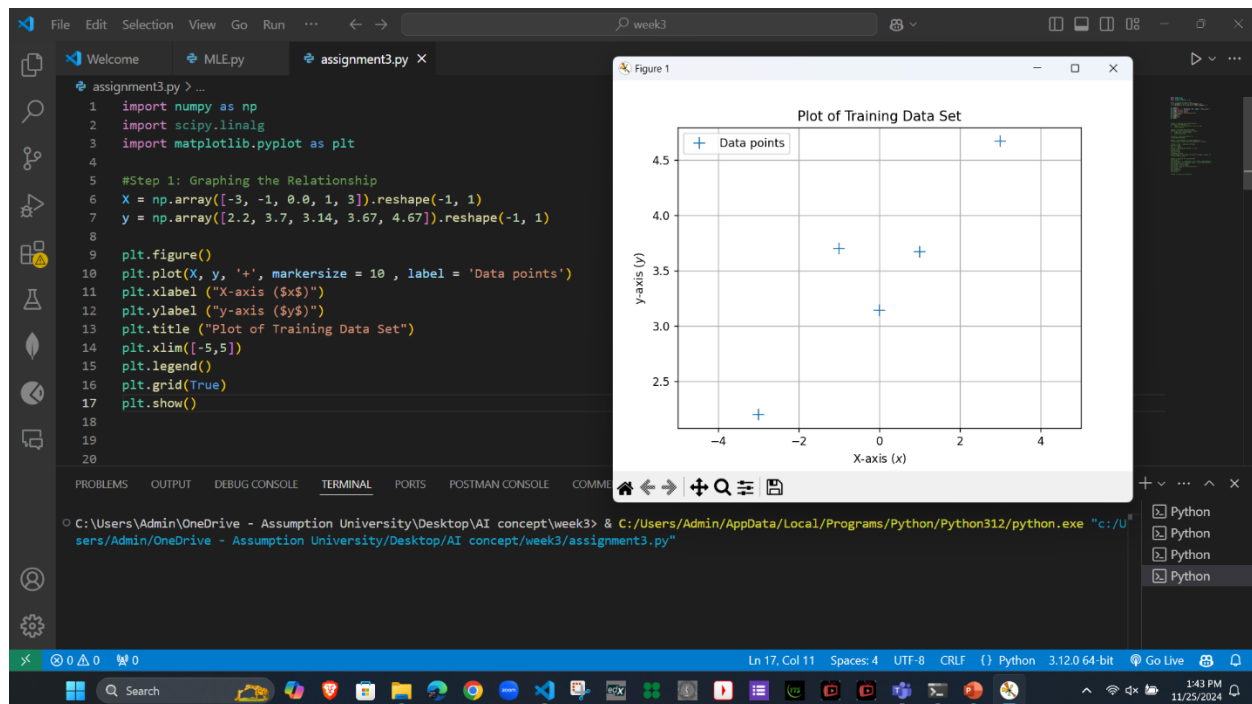 File Edit Selection View Go Run ··· week3
Welcome MLE.py assignment3.py
assignment3.py > ...
1 import numpy as np
2 import scipy.linalg
3 import matplotlib.pyplot as plt
4
5 #Step 1: Graphing the Relationship
6 X = np.array([-3, -1, 0.0, 1, 3]).reshape(-1, 1)
7 y = np.array([2.2, 3.7, 3.14, 3.67, 4.67]).reshape(-1, 1)
8
9 plt.figure()
10 plt.plot(X, y, '+', markersize = 10 , label = 'Data points')
11 plt.xlabel ("X-axis ($x$)")
12 plt.ylabel ("y-axis ($y$)")
13 plt.title ("Plot of Training Data Set")
14 plt.xlim([-5,5])
15 plt.legend()
16 plt.grid(True)
17 plt.show()
18
19
20
Figure 1
Plot of Training Data Set
Data points
4.5
4.0
3.5
3.0
2.5
y-axis (y)
−4 −2 0 2 4
X-axis (x)
PROBLEMS OUTPUT DEBUG CONSOLE TERMINAL PORTS POSTMAN CONSOLE COMME
C:\Users\Admin\OneDrive - Assumption University\Desktop\AI concept\week3> & C:/Users/Admin/AppData/Local/Programs/Python/Python312/python.exe "c:/U
sers/Admin/OneDrive - Assumption University/Desktop/AI concept/week3/assignment3.py"
Python
Python
Python
Python
0 0 0 Ln 17, Col 11 Spaces: 4 UTF-8 CRLF {} Python 3.12.0 64-bit Go Live
Search
1:43 PM
11/25/2024